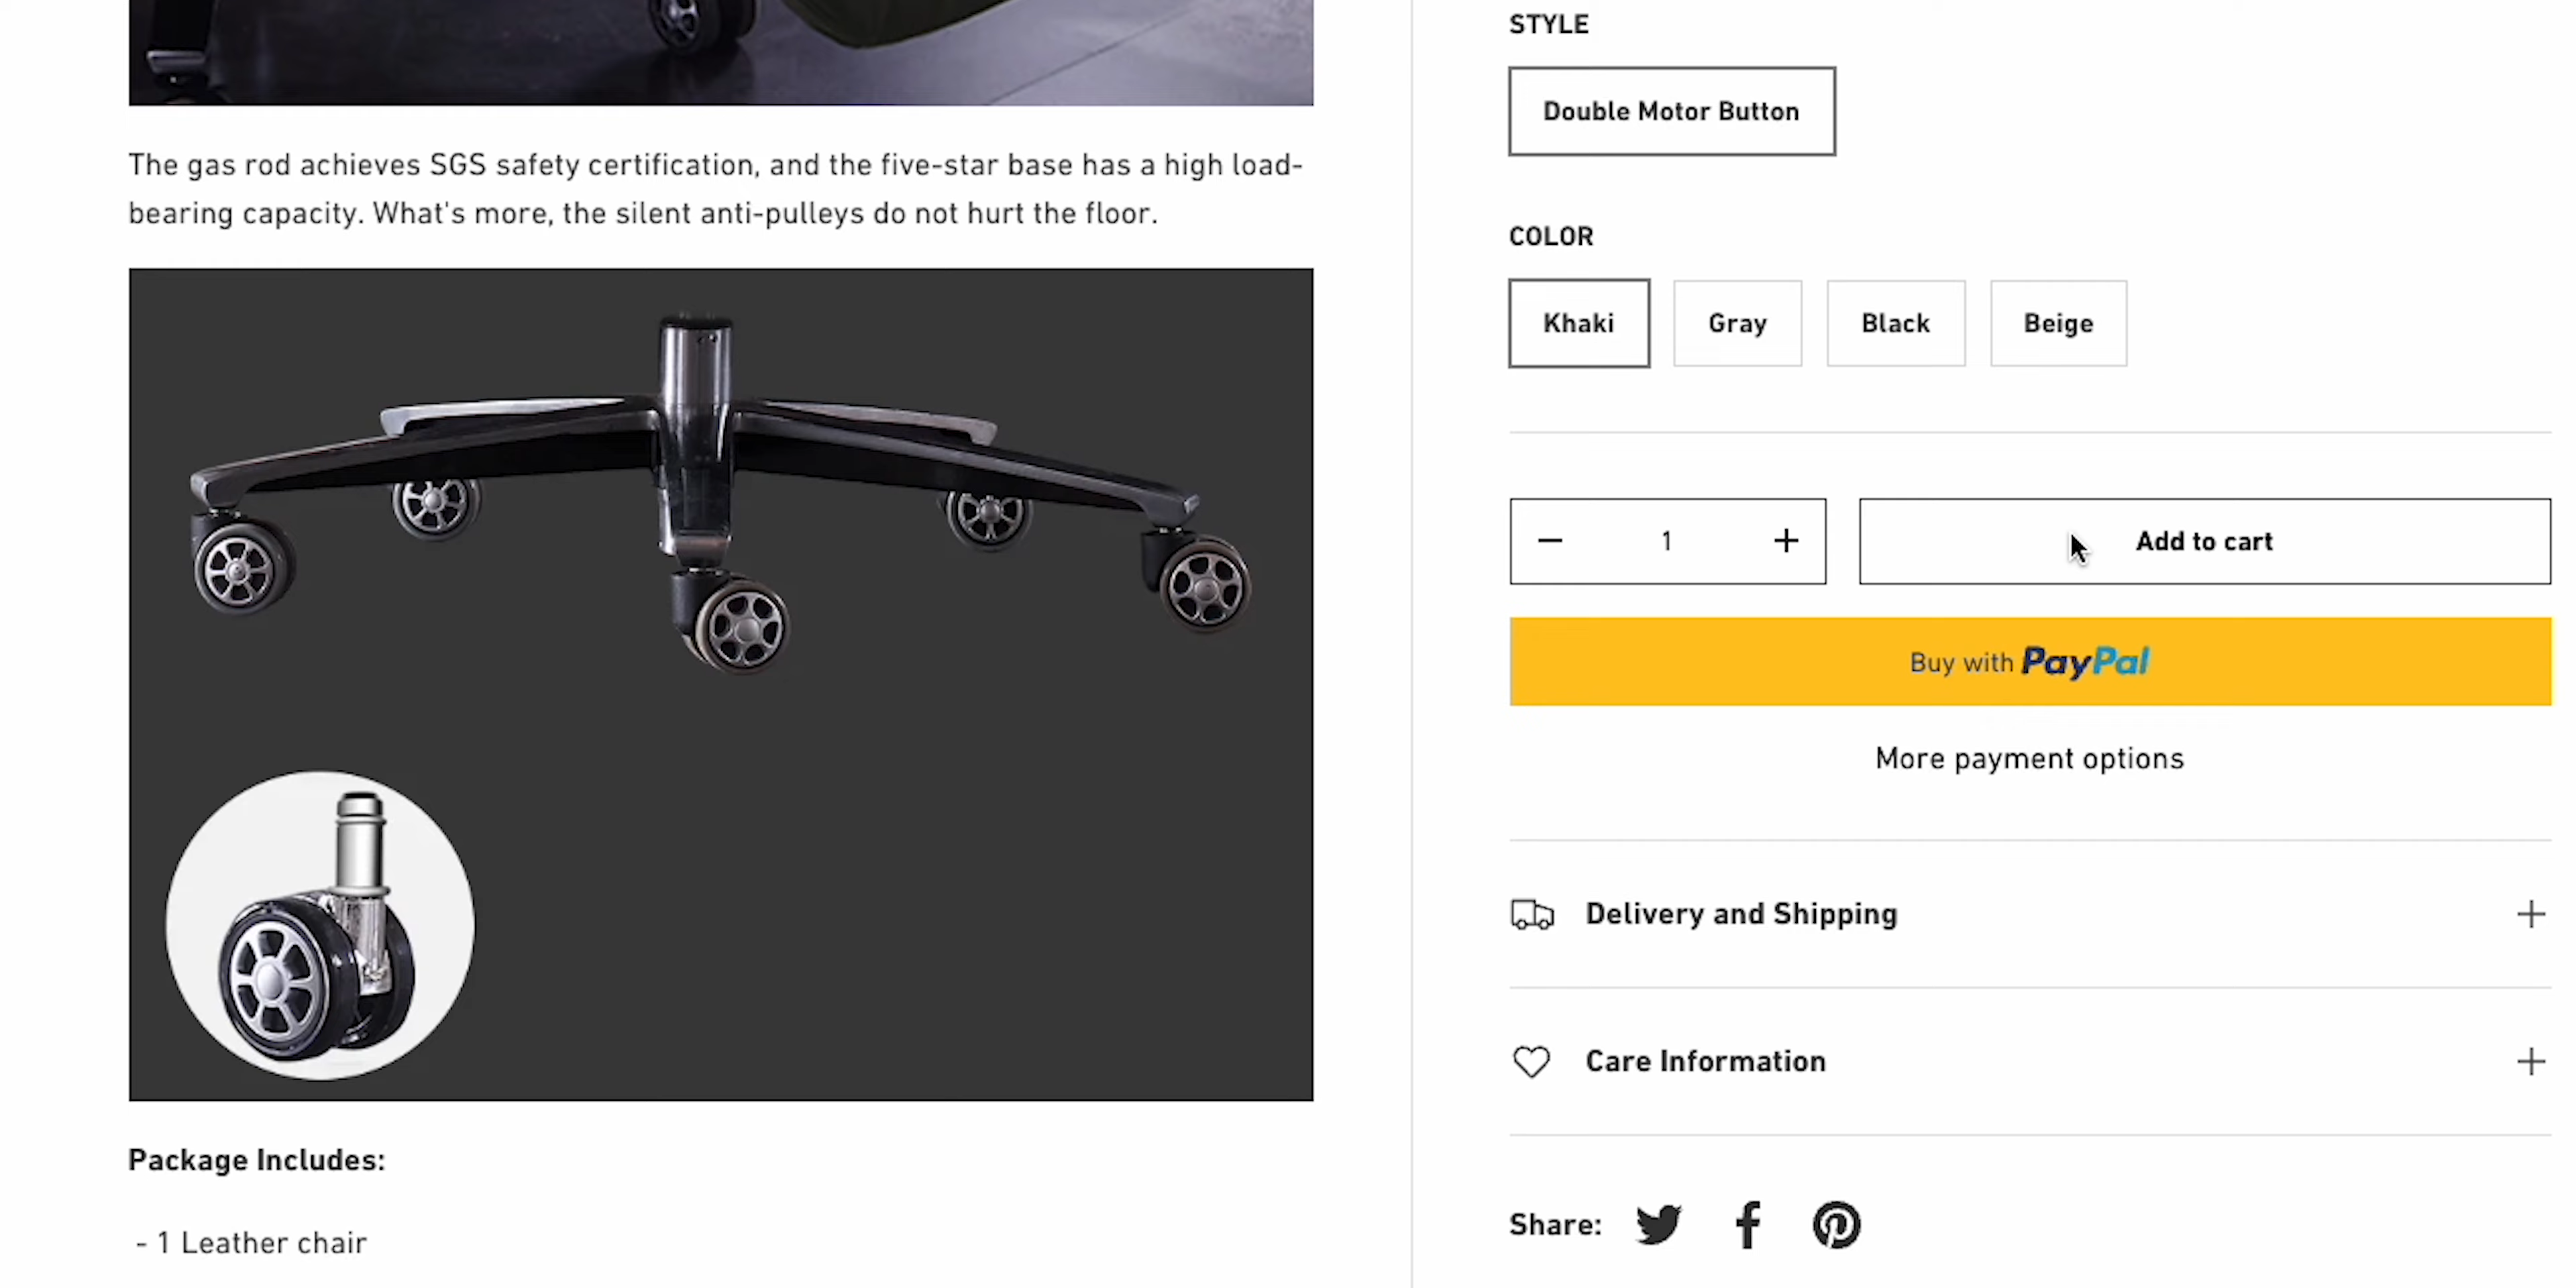 The gas rod achieves SGS safety certification, and the five-star base has a high load-
bearing capacity. What's more, the silent anti-pulleys do not hurt the floor.
Package Includes:
- 1 Leather chair
STYLE
Double Motor Button
COLOR
Khaki Gray Black Beige
1 Add to cart
Buy with PayPal
More payment options
Delivery and Shipping
Care Information
Share: